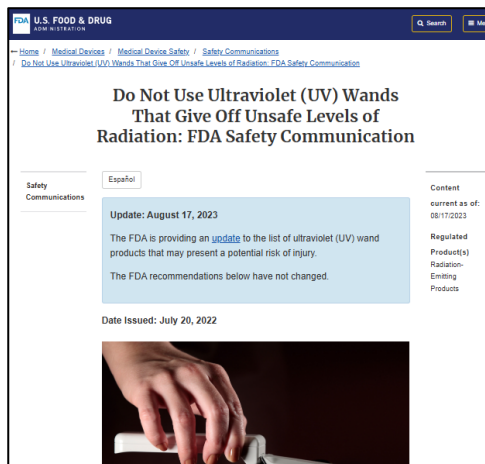 FDA U.S. FOOD & DRUG
ADMINISTRATION
Search
← Home / Medical Devices / Medical Device Safety / Safety Communications
/ Do Not Use Ultraviolet (UV) Wands That Give Off Unsafe Levels of Radiation: FDA Safety Communication
Do Not Use Ultraviolet (UV) Wands
That Give Off Unsafe Levels of
Radiation: FDA Safety Communication
Safety
Communications
Español
Update: August 17, 2023
The FDA is providing an update to the list of ultraviolet (UV) wand
products that may present a potential risk of injury.
The FDA recommendations below have not changed.
Date Issued: July 20, 2022
Content
current as of:
08/17/2023
Regulated
Product(s)
Radiation-
Emitting
Products